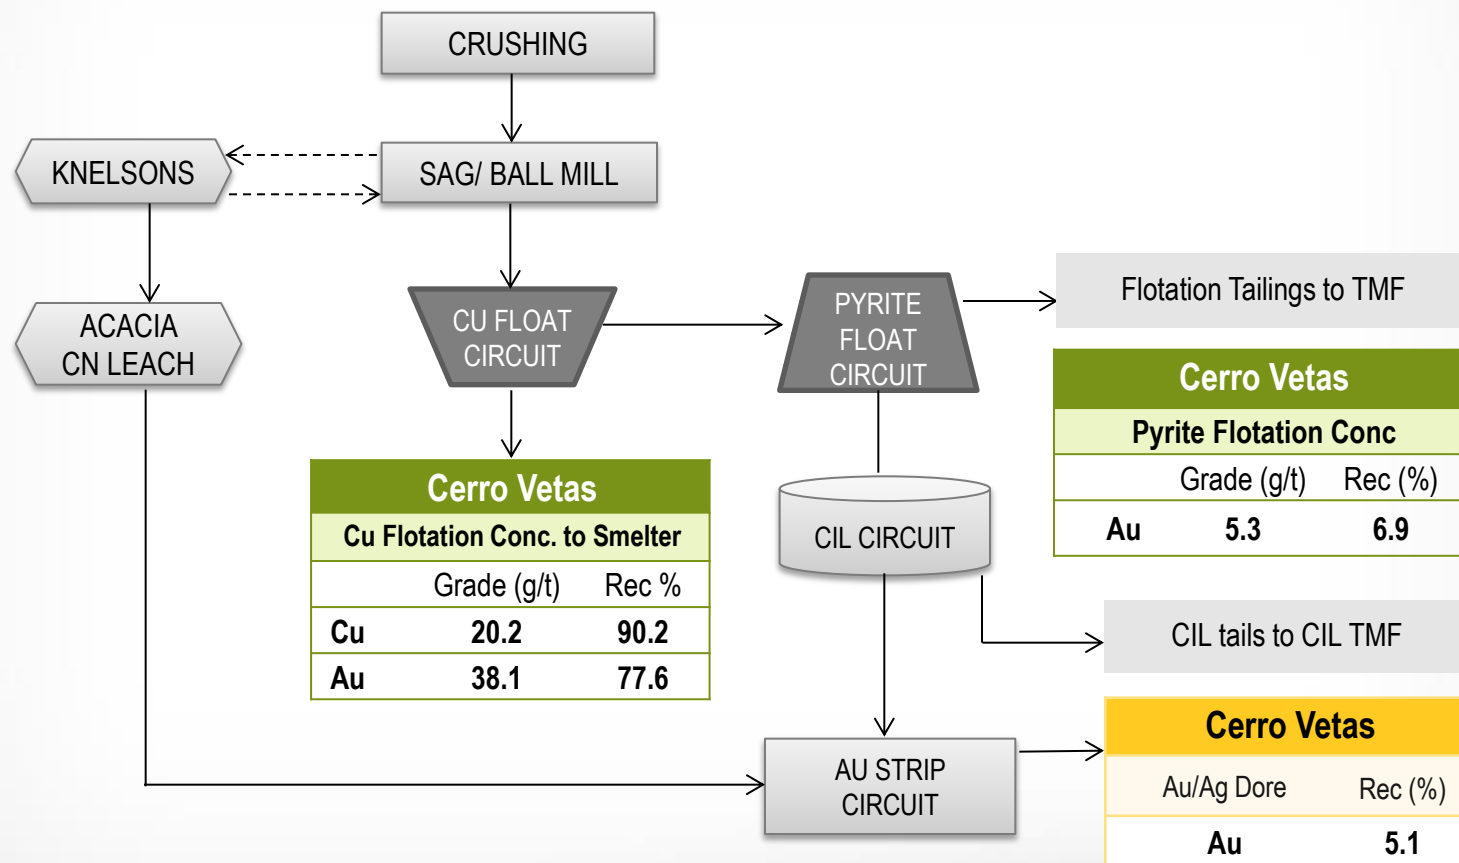 CRUSHING
KNELSONS
SAG/ BALL MILL
ACACIA
CN LEACH
CU FLOAT
CIRCUIT
PYRITE
FLOAT
CIRCUIT
Flotation Tailings to TMF
Cerro Vetas
Pyrite Flotation Conc
Grade (g/t) Rec (%)
Au 5.3 6.9
Cerro Vetas
Cu Flotation Conc. to Smelter
Grade (g/t) Rec %
Cu 20.2 90.2
Au 38.1 77.6
CIL CIRCUIT
CIL tails to CIL TMF
AU STRIP
CIRCUIT
Cerro Vetas
Au/Ag Dore Rec (%)
Au 5.1